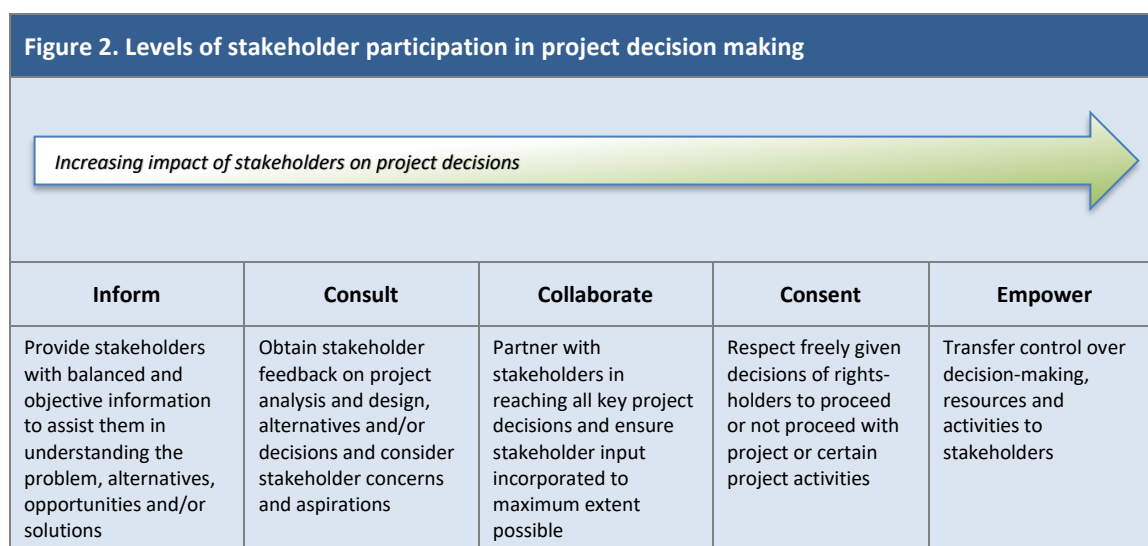 Figure 2. Levels of stakeholder participation in project decision making
Increasing impact of stakeholders on project decisions
Inform
Consult
Collaborate
Consent
Empower
Provide stakeholders
with balanced and
objective information
to assist them in
understanding the
problem, alternatives,
opportunities and/or
solutions
Obtain stakeholder
feedback on project
analysis and design,
alternatives and/or
decisions and consider
stakeholder concerns
and aspirations
Partner with
stakeholders in
reaching all key project
decisions and ensure
stakeholder input
incorporated to
maximum extent
possible
Respect freely given
decisions of rights-
holders to proceed
or not proceed with
project or certain
project activities
Transfer control over
decision-making,
resources and
activities to
stakeholders